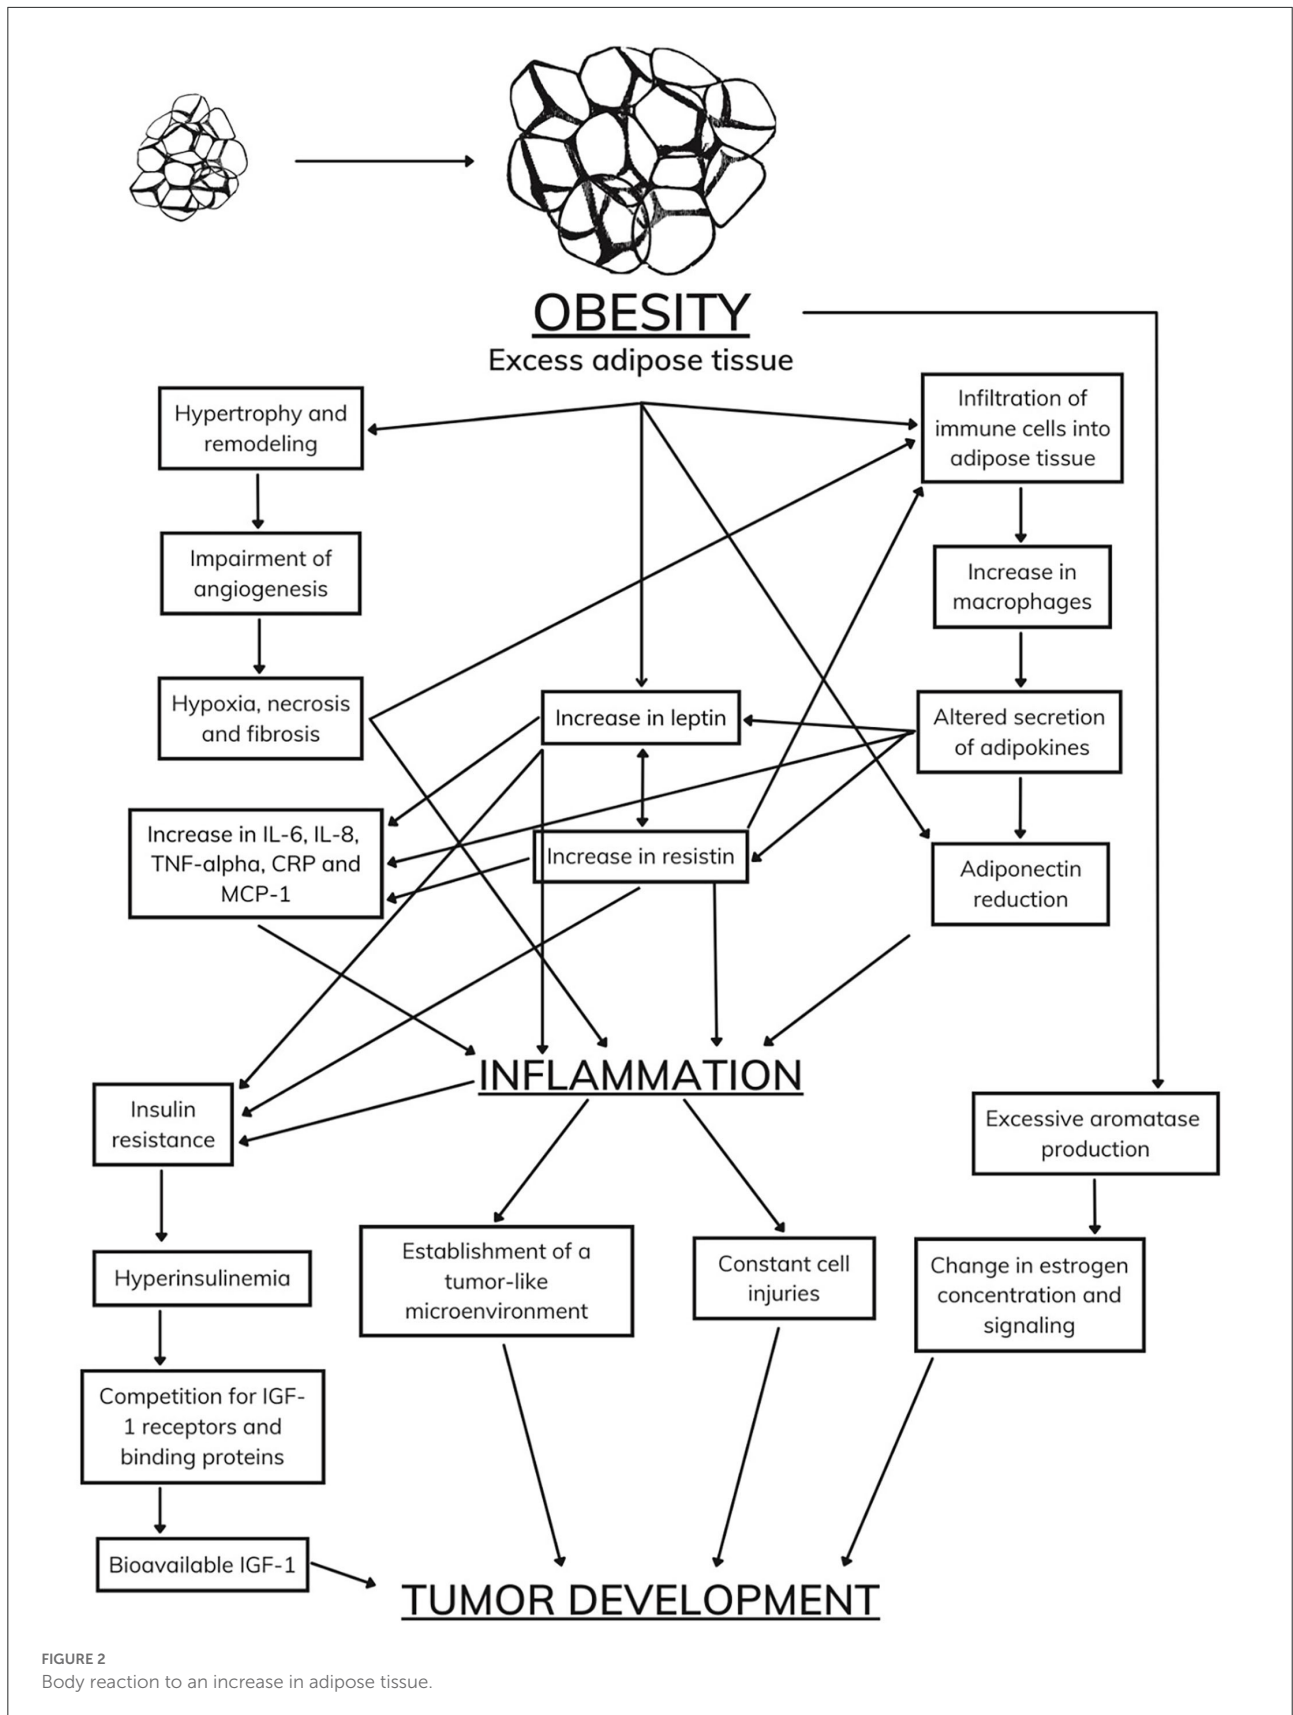 OBESITY
Excess adipose tissue
Hypertrophy and
remodeling
Infiltration of
immune cells into
adipose tissue
Impairment of
angiogenesis
Increase in
macrophages
Hypoxia, necrosis
and fibrosis
Increase in leptin
Altered secretion
of adipokines
Increase in IL-6, IL-8,
TNF-alpha, CRP and
MCP-1
Increase in resistin
Adiponectin
reduction
INFLAMMATION
Insulin
resistance
Excessive aromatase
production
Hyperinsulinemia
Establishment of a
tumor-like
microenvironment
Constant cell
injuries
Change in estrogen
concentration and
signaling
Competition for IGF-
1 receptors and
binding proteins
Bioavailable IGF-1
TUMOR DEVELOPMENT
FIGURE 2
Body reaction to an increase in adipose tissue.